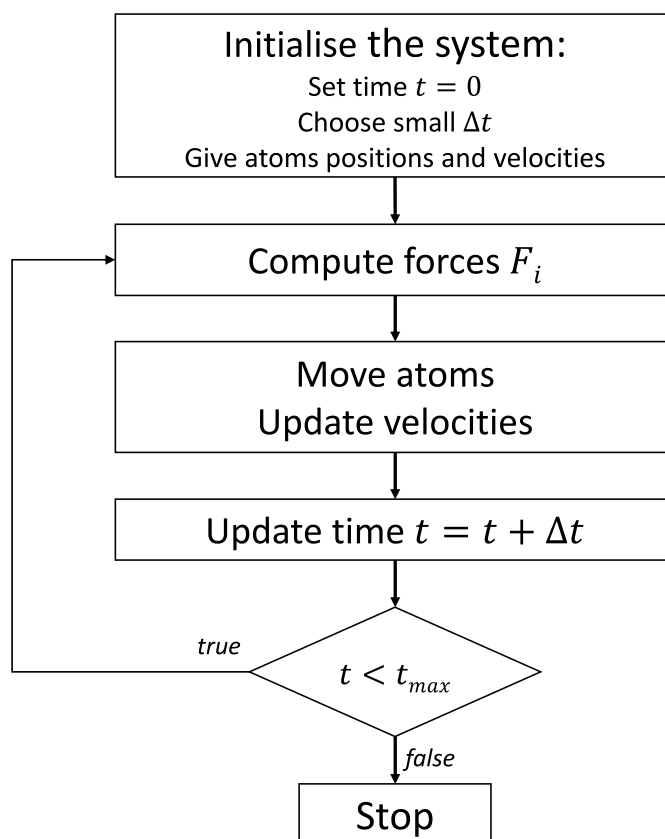 Initialise the system:
Set time t = 0
Choose small Δt
Give atoms positions and velocities
Compute forces F_i
Move atoms
Update velocities
Update time t = t + Δt
true
t < t_max
false
Stop